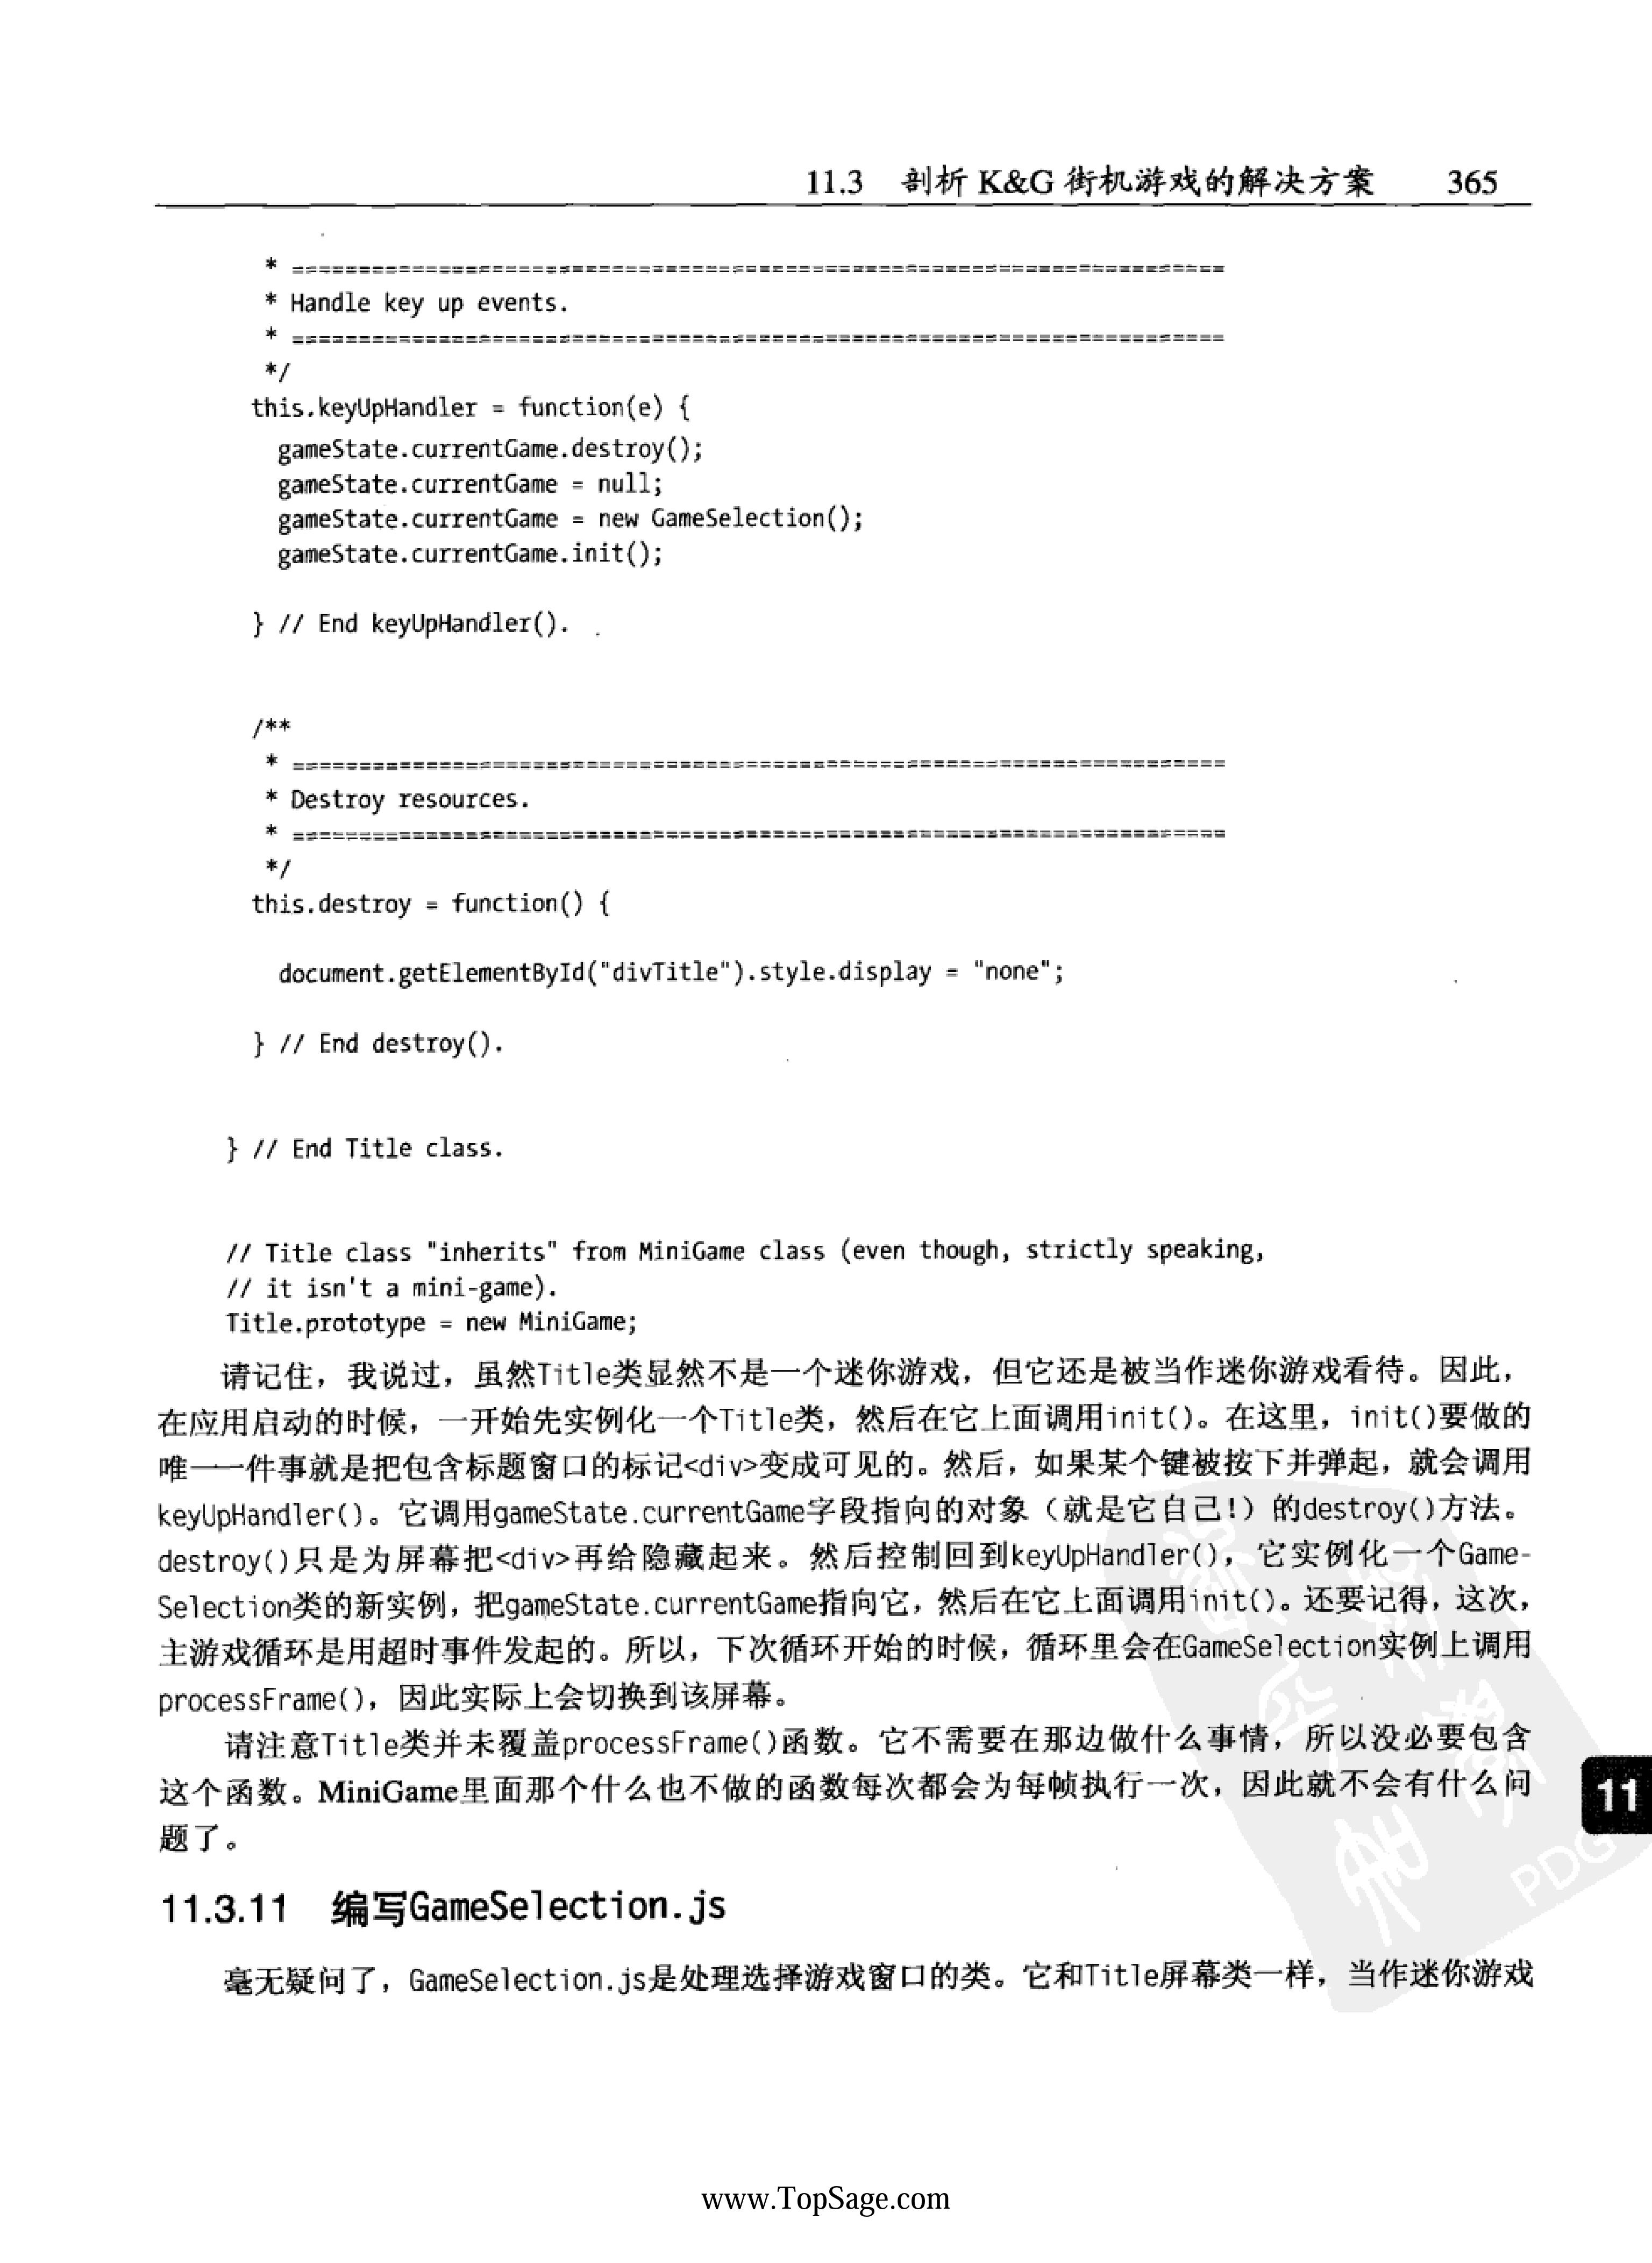 11.3 剖析 K&G 街机游戏的解决方案 365
* ======================================================================
* Handle key up events.
* ======================================================================
*/
this.keyUpHandler = function(e) {
gameState.currentGame.destroy();
gameState.currentGame = null;
gameState.currentGame = new GameSelection();
gameState.currentGame.init();
} // End keyUpHandler().
/**
* ======================================================================
* Destroy resources.
* ======================================================================
*/
this.destroy = function() {
document.getElementById("divTitle").style.display = "none";
} // End destroy().
} // End Title class.
// Title class "inherits" from MiniGame class (even though, strictly speaking,
// it isn't a mini-game).
Title.prototype = new MiniGame;
请记住，我说过，虽然Title类显然不是一个迷你游戏，但它还是被当作迷你游戏看待。因此，
在应用启动的时候，一开始先实例化一个Title类，然后在它上面调用init()。在这里，init()要做的
唯一一件事就是把包含标题窗口的标记<div>变成可见的。然后，如果某个键被按下并弹起，就会调用
keyUpHandler()。它调用gameState.currentGame字段指向的对象（就是它自己！）的destroy()方法。
destroy()只是为屏幕把<div>再给隐藏起来。然后控制回到keyUpHandler()，它实例化一个Game-
Selection类的新实例，把gameState.currentGame指向它，然后在它上面调用init()。还要记得，这次，
主游戏循环是用超时事件发起的。所以，下次循环开始的时候，循环里会在GameSelection实例上调用
processFrame()，因此实际上会切换到该屏幕。
请注意Title类并未覆盖processFrame()函数。它不需要在那边做什么事情，所以没必要包含
这个函数。MiniGame里面那个什么也不做的函数每次都会为每帧执行一次，因此就不会有什么问
题了。
11
PDG
11.3.11 编写GameSelection.js
毫无疑问了，GameSelection.js是处理选择游戏窗口的类。它和Title屏幕类一样，当作迷你游戏
www.TopSage.com